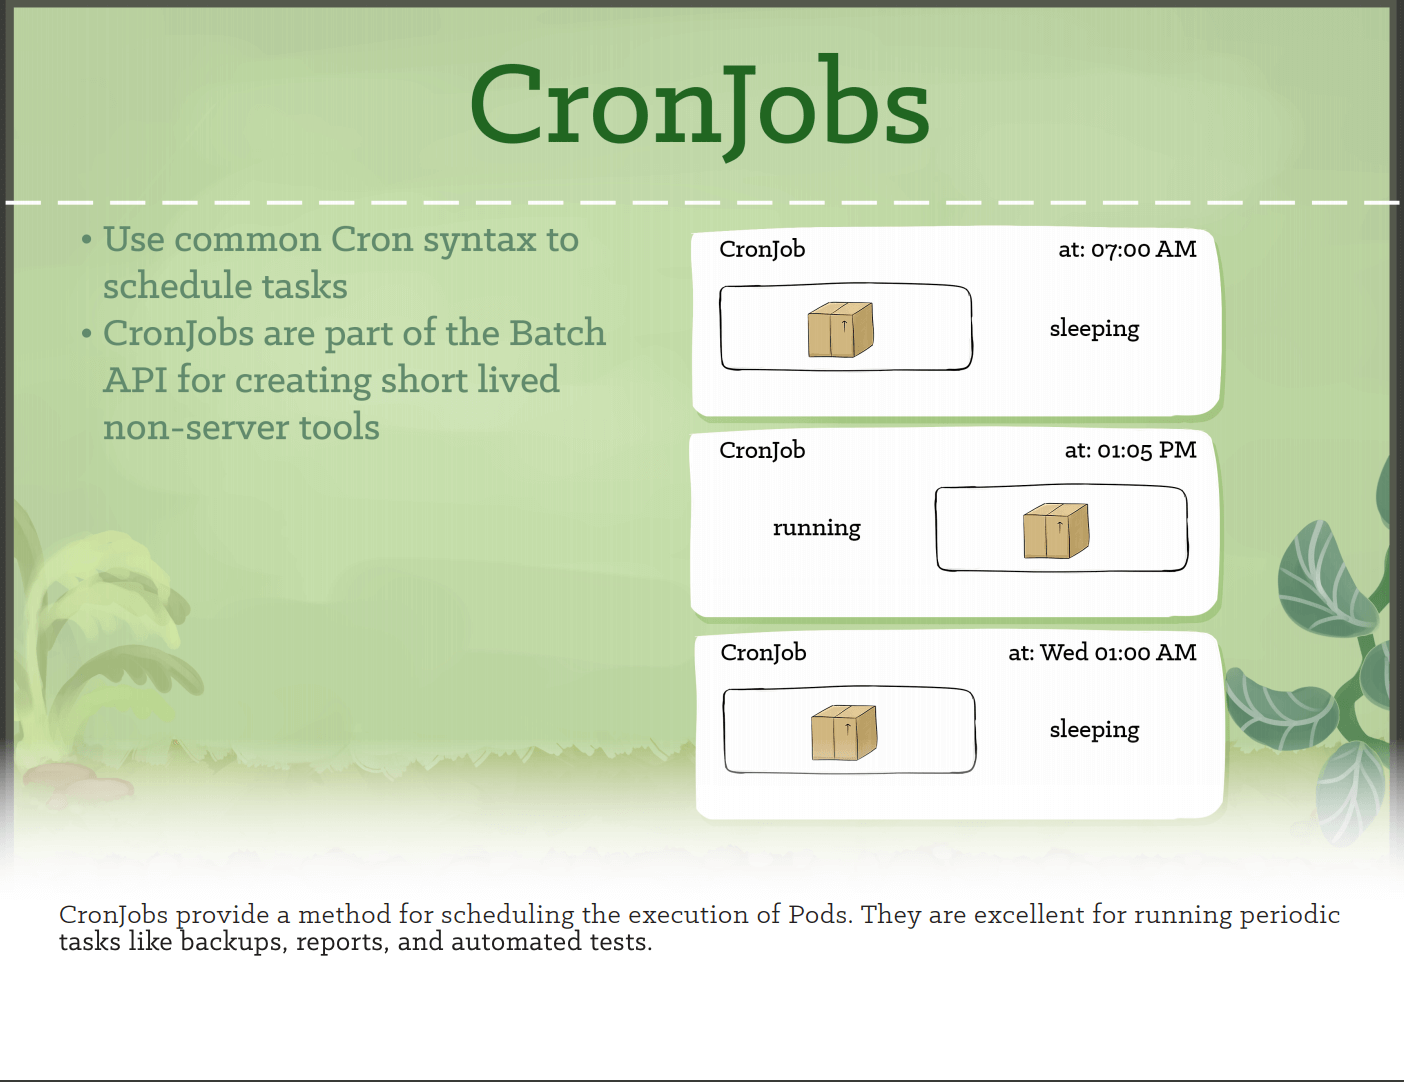 CronJobs
• Use common Cron syntax to
schedule tasks
• CronJobs are part of the Batch
API for creating short lived
non-server tools
CronJob at: 07:00 AM
sleeping
CronJob at: 01:05 PM
running
CronJob at: Wed 01:00 AM
sleeping
CronJobs provide a method for scheduling the execution of Pods. They are excellent for running periodic
tasks like backups, reports, and automated tests.